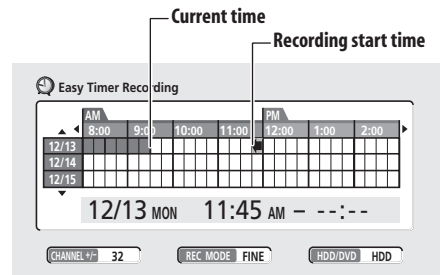 Current time
Recording start time
Easy Timer Recording
AM PM
8:00 9:00 10:00 11:00 12:00 1:00 2:00
12/13
12/14
12/15
12/13 MON 11:45 AM – --:--
CHANNEL +/- 32 REC MODE FINE HDD/DVD HDD